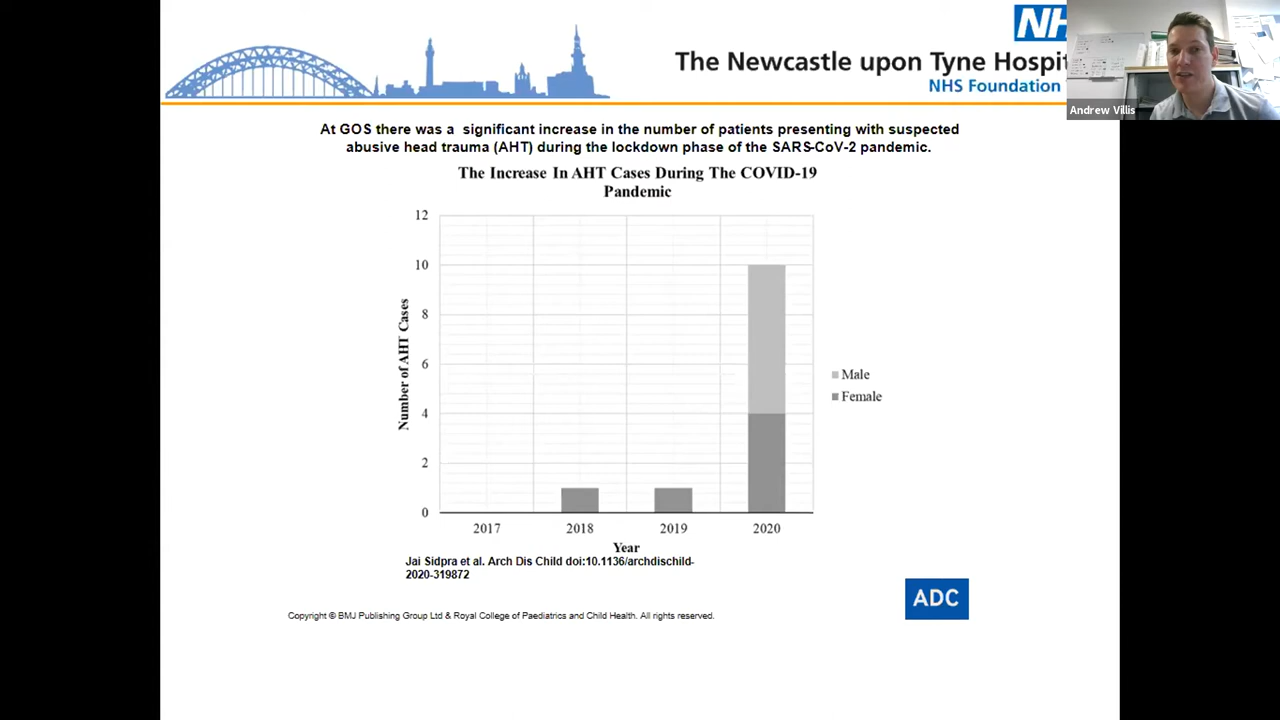 NH
The Newcastle upon Tyne Hospit
NHS Foundation
Andrew Villis
At GOS there was a significant increase in the number of patients presenting with suspected
abusive head trauma (AHT) during the lockdown phase of the SARS-CoV-2 pandemic.
The Increase In AHT Cases During The COVID-19
Pandemic
12
10
8
6
4
2
0
Number of AHT Cases
2017 2018 2019 2020
Year
Male
Female
Jai Sidpra et al. Arch Dis Child doi:10.1136/archdischild-
2020-319872
ADC
Copyright © BMJ Publishing Group Ltd & Royal College of Paediatrics and Child Health. All rights reserved.